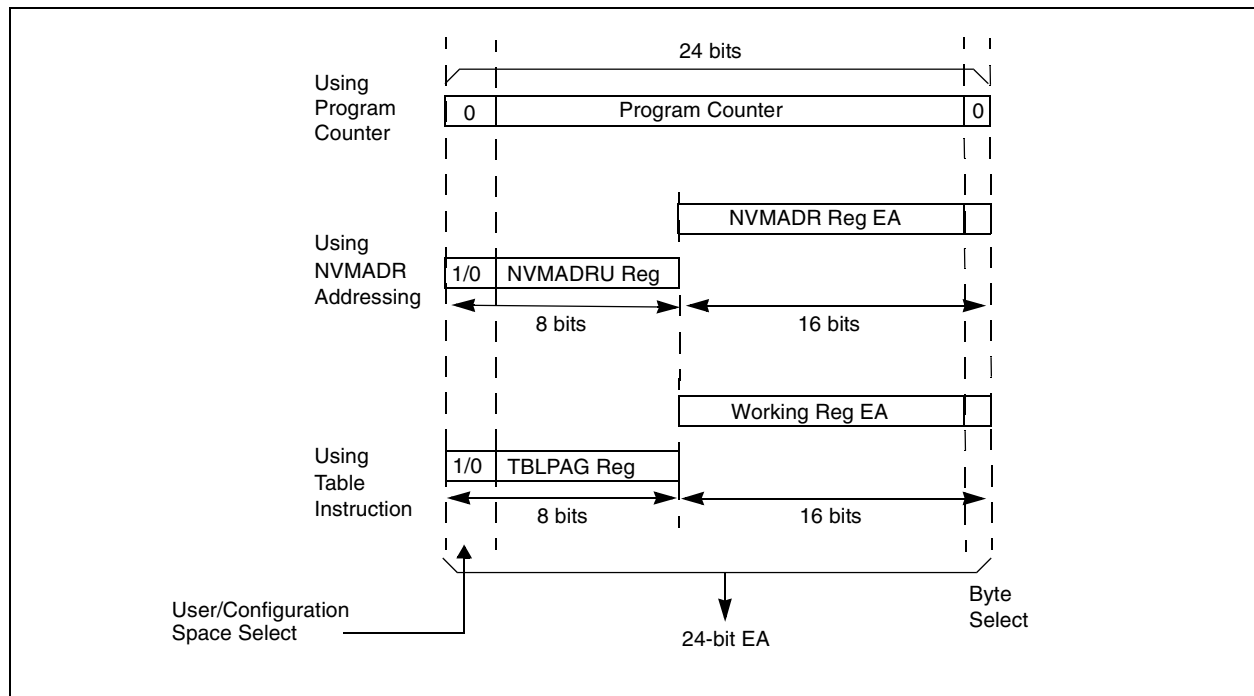 24 bits
Using
Program
Counter
0
Program Counter
0
NVMADR Reg EA
Using
NVMADR
Addressing
1/0
NVMADRU Reg
8 bits
16 bits
Working Reg EA
Using
Table
Instruction
1/0
TBLPAG Reg
8 bits
16 bits
User/Configuration
Space Select
24-bit EA
Byte
Select